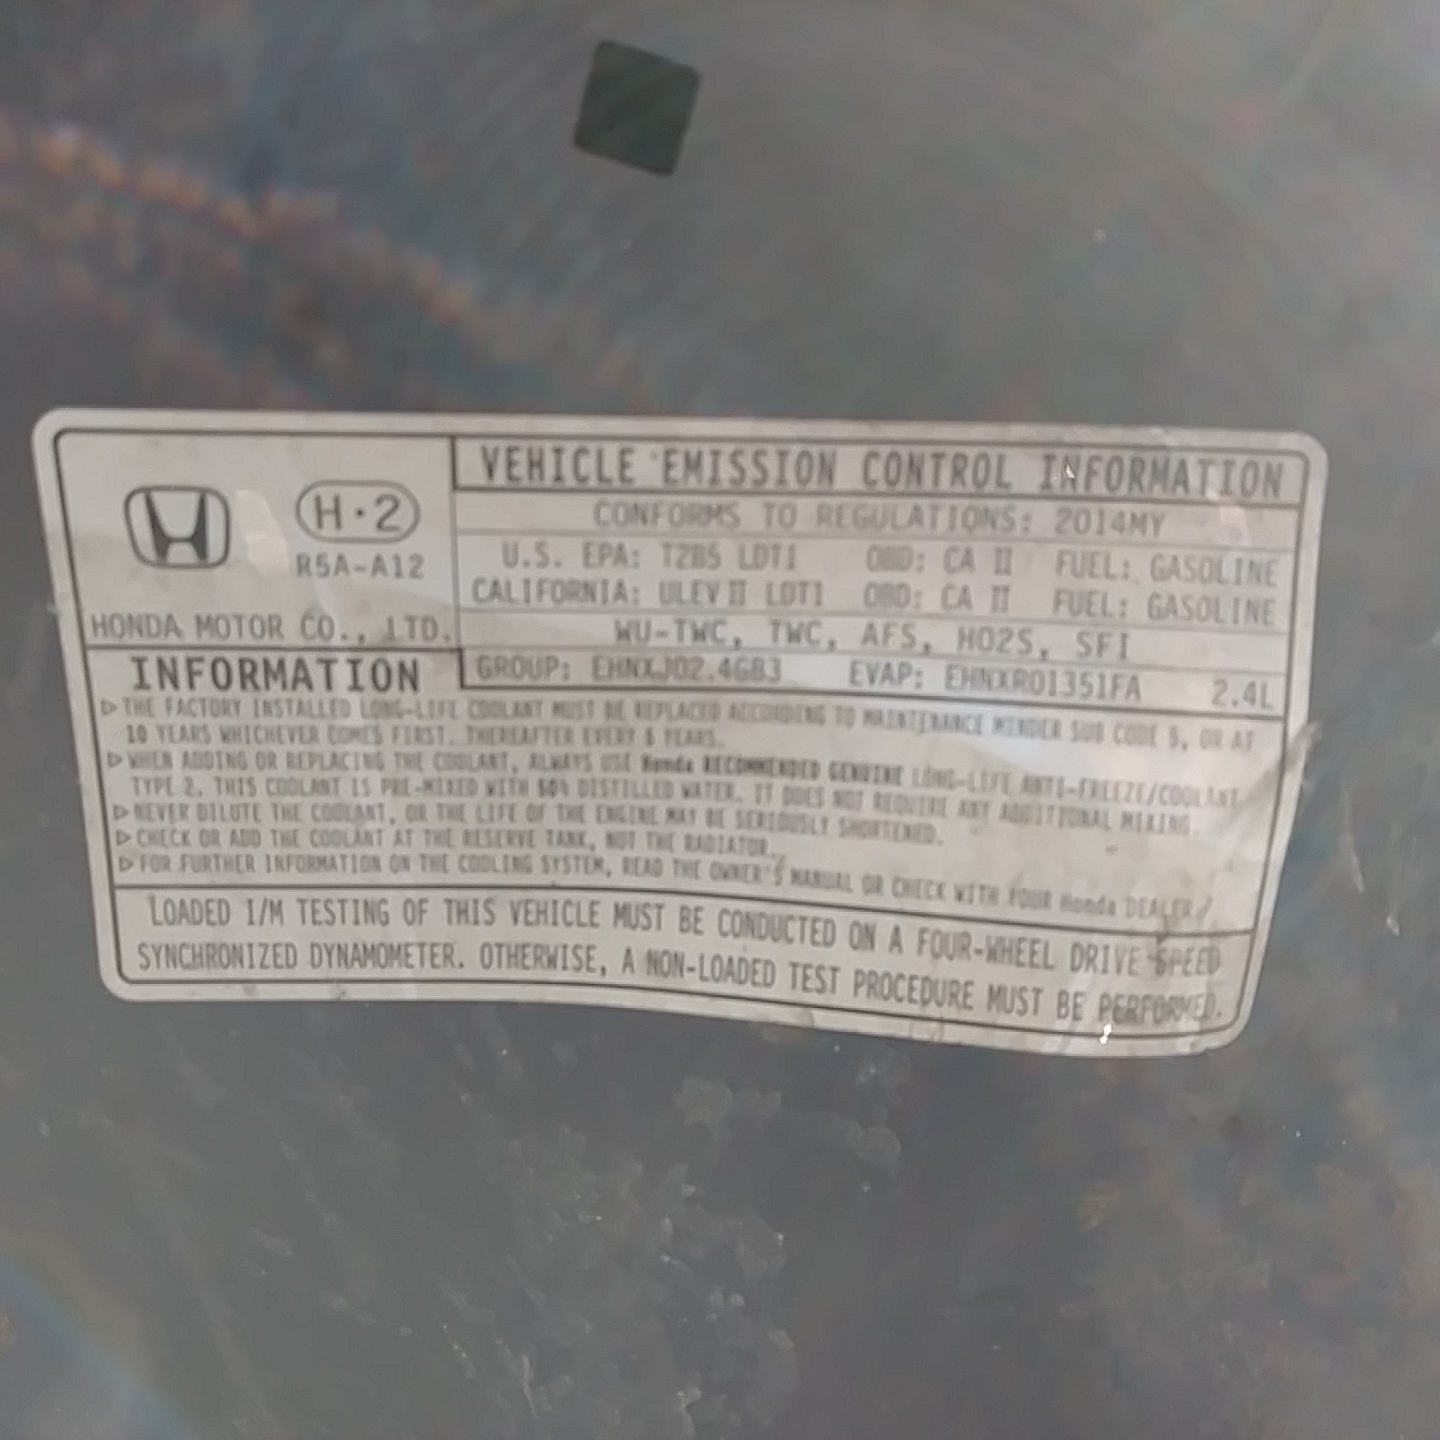 VEHICLE EMISSION CONTROL INFORMATION
H·2
R5A-A12
HONDA MOTOR CO., LTD.
CONFORMS TO REGULATIONS: 2014MY
U.S. EPA: T2B5 LDT1 OBD: CA II FUEL: GASOLINE
CALIFORNIA: ULEV II LDT1 OBD: CA II FUEL: GASOLINE
WU-TWC, TWC, AFS, HO2S, SFI
GROUP: EHNXJ02.4GB3 EVAP: EHNXR01351FA 2.4L
INFORMATION
▷ THE FACTORY INSTALLED LONG-LIFE COOLANT MUST BE REPLACED ACCORDING TO MAINTENANCE MINDER SUB CODE 5, OR AT
10 YEARS WHICHEVER COMES FIRST. THEREAFTER EVERY 5 YEARS.
▷ WHEN ADDING OR REPLACING THE COOLANT, ALWAYS USE Honda RECOMMENDED GENUINE LONG-LIFE ANTI-FREEZE/COOLANT
TYPE 2. THIS COOLANT IS PRE-MIXED WITH 50% DISTILLED WATER. IT DOES NOT REQUIRE ANY ADDITIONAL MIXING.
▷ NEVER DILUTE THE COOLANT, OR THE LIFE OF THE ENGINE MAY BE SERIOUSLY SHORTENED.
▷ CHECK OR ADD THE COOLANT AT THE RESERVE TANK, NOT THE RADIATOR.
▷ FOR FURTHER INFORMATION ON THE COOLING SYSTEM, READ THE OWNER'S MANUAL OR CHECK WITH YOUR Honda DEALER.
LOADED I/M TESTING OF THIS VEHICLE MUST BE CONDUCTED ON A FOUR-WHEEL DRIVE SPEED
SYNCHRONIZED DYNAMOMETER. OTHERWISE, A NON-LOADED TEST PROCEDURE MUST BE PERFORMED.